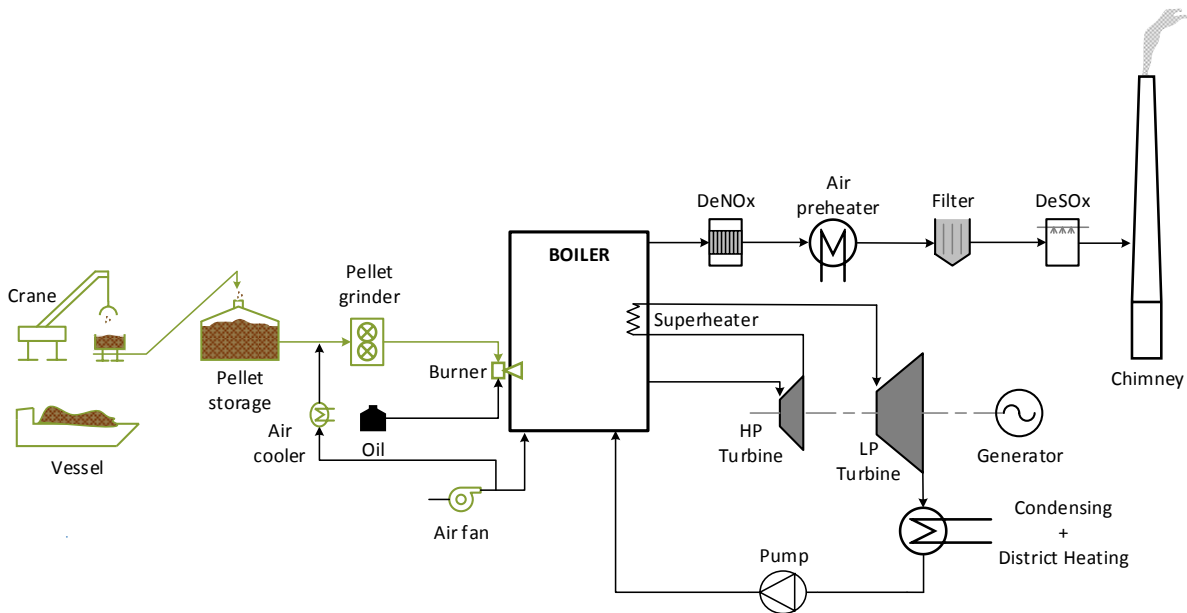 Crane
Vessel
Pellet
storage
Air
cooler
Pellet
grinder
Oil
Burner
Air fan
BOILER
Superheater
DeNOx
Air
preheater
Filter
DeSOx
Chimney
HP
Turbine
LP
Turbine
Generator
Condensing
+
District Heating
Pump